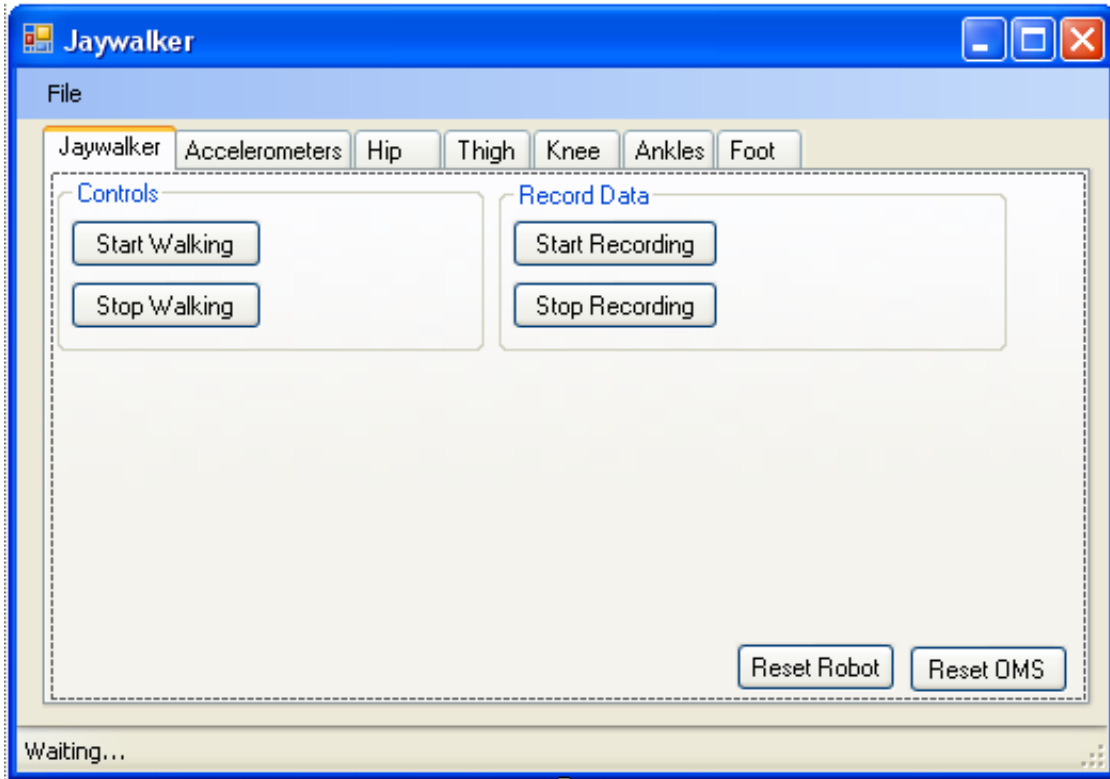 Jaywalker
File
Jaywalker Accelerometers Hip Thigh Knee Ankles Foot
Controls
Start Walking
Stop Walking
Record Data
Start Recording
Stop Recording
Reset Robot Reset OMS
Waiting...